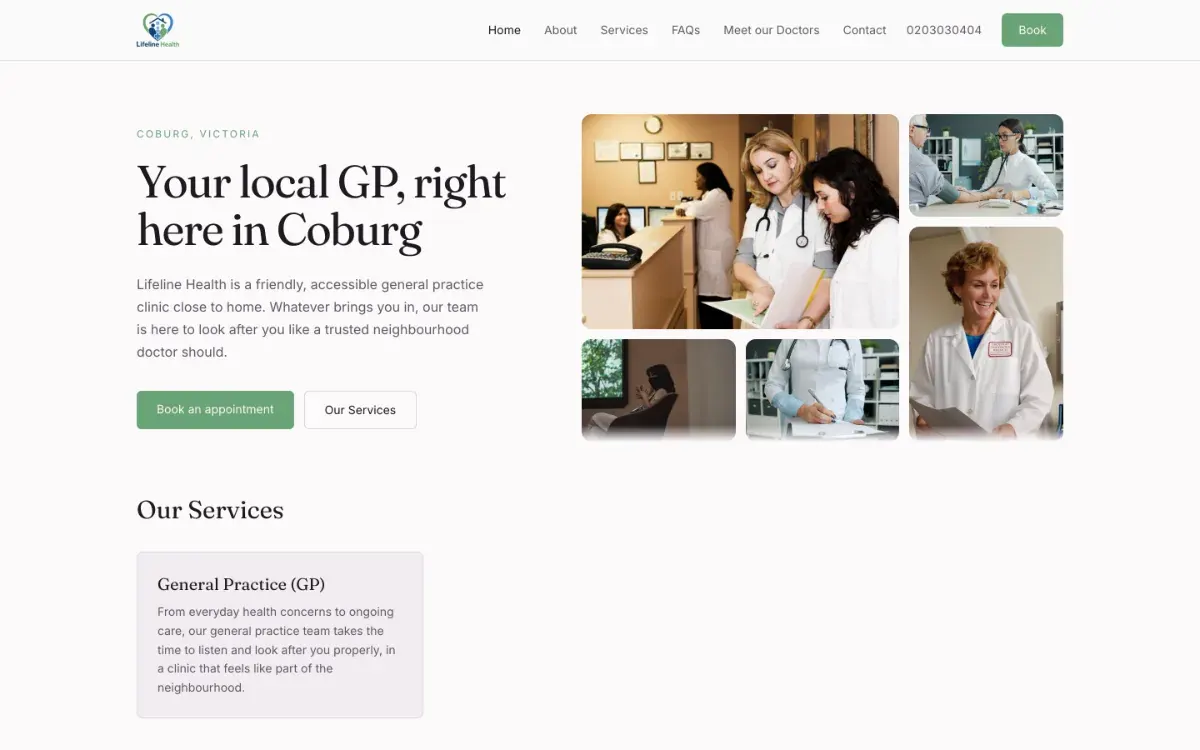 Lifeline Health
Home
About
Services
FAQs
Meet our Doctors
Contact
0203030404
Book
COBURG, VICTORIA
Your local GP, right
here in Coburg
Lifeline Health is a friendly, accessible general practice
clinic close to home. Whatever brings you in, our team
is here to look after you like a trusted neighbourhood
doctor should.
Book an appointment
Our Services
Our Services
General Practice (GP)
From everyday health concerns to ongoing
care, our general practice team takes the
time to listen and look after you properly, in
a clinic that feels like part of the
neighbourhood.